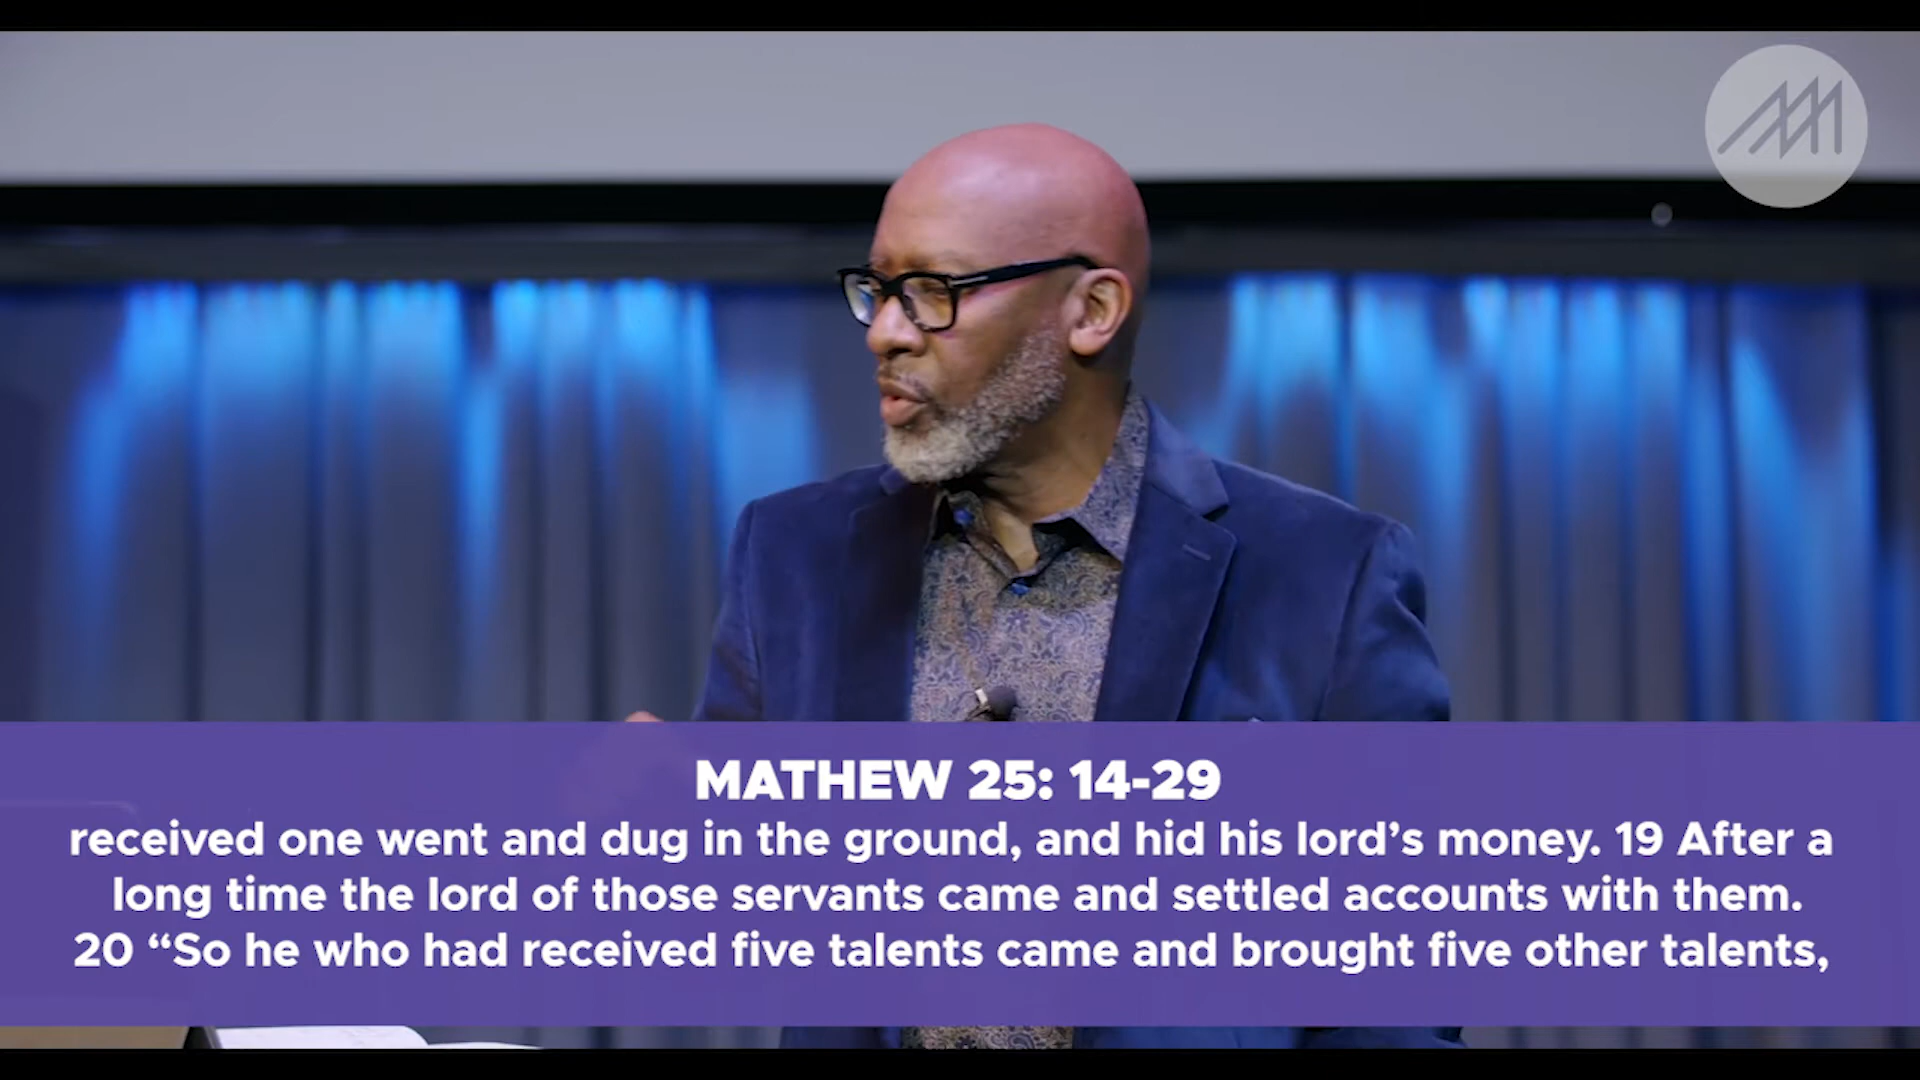 MATHEW 25: 14-29
received one went and dug in the ground, and hid his lord’s money. 19 After a
long time the lord of those servants came and settled accounts with them.
20 “So he who had received five talents came and brought five other talents,